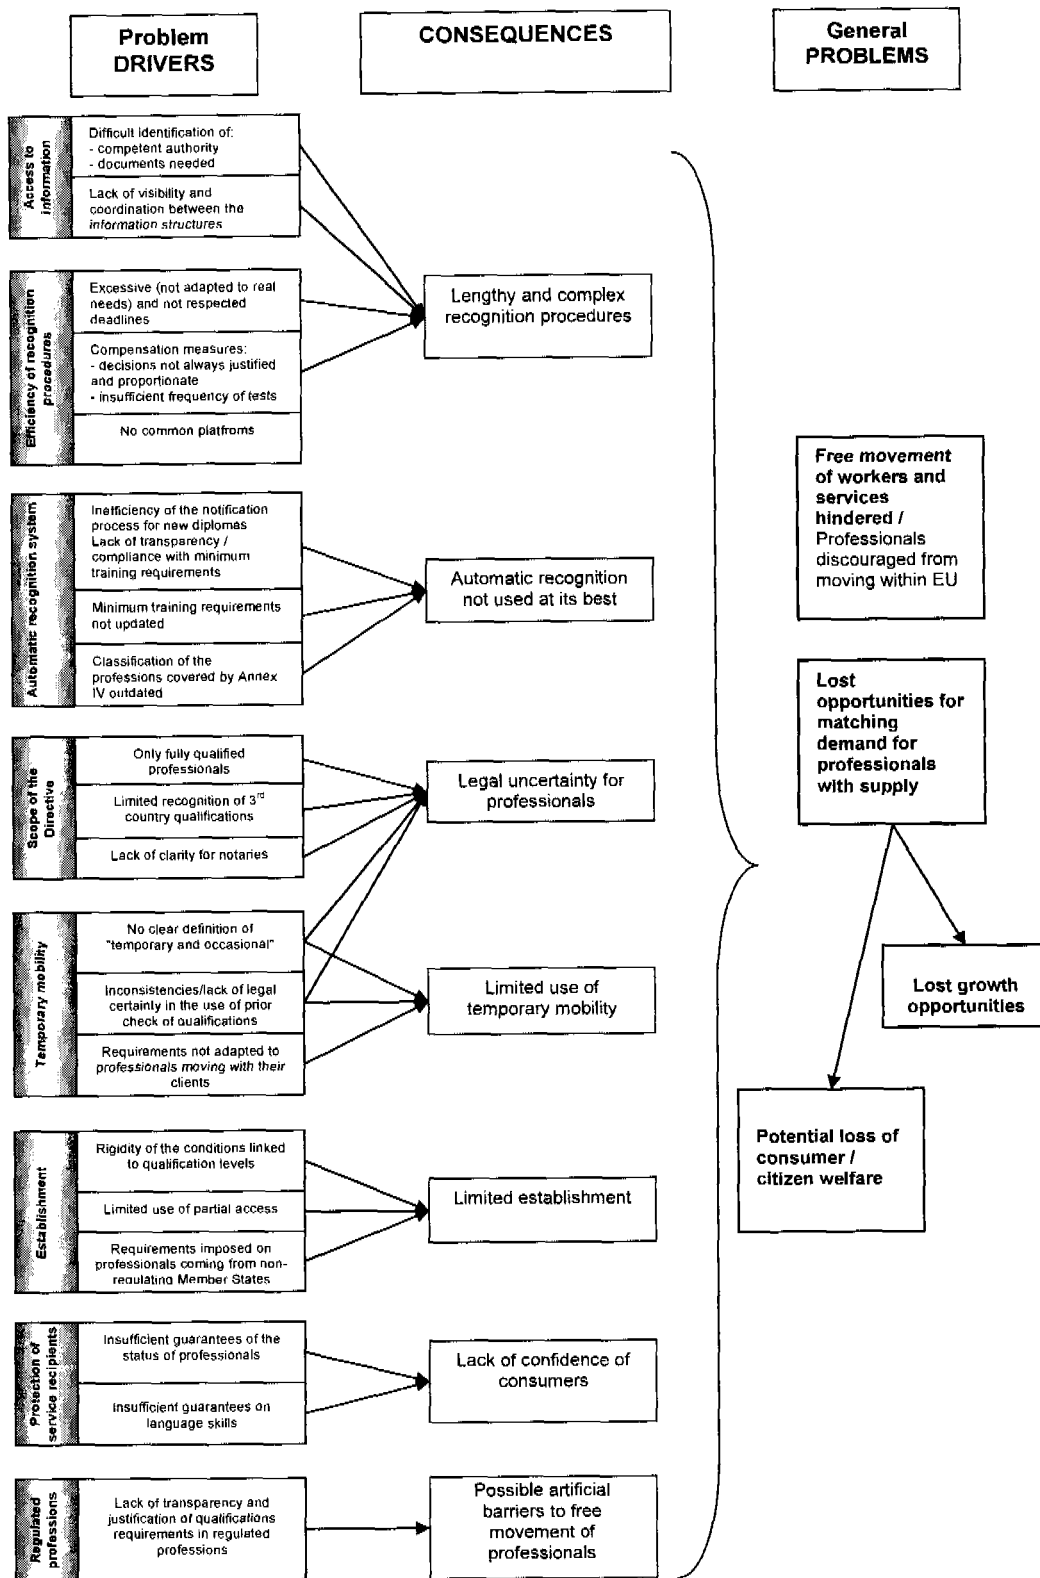 Problem
DRIVERS
CONSEQUENCES
General
PROBLEMS
Access to
information
Difficult identification of:
- competent authority
- documents needed
Lack of visibility and
coordination between the
information structures
Efficiency of recognition
procedures
Excessive (not adapted to real
needs) and not respected
deadlines
Compensation measures:
- decisions not always justified
and proportionate
- insufficient frequency of tests
No common platfroms
Lengthy and complex
recognition procedures
Automatic recognition system
Inefficiency of the notification
process for new diplomas
Lack of transparency /
compliance with minimum
training requirements
Minimum training requirements
not updated
Classification of the
professions covered by Annex
IV outdated
Automatic recognition
not used at its best
Scope of the
Directive
Only fully qualified
professionals
Limited recognition of 3rd
country qualifications
Lack of clarity for notaries
Legal uncertainty for
professionals
Temporary mobility
No clear definition of
"temporary and occasional"
Inconsistencies/lack of legal
certainly in the use of prior
check of qualifications
Requirements not adapted to
professionals moving with their
clients
Limited use of
temporary mobility
Establishment
Rigidity of the conditions linked
to qualification levels
Limited use of partial access
Requirements imposed on
professionals coming from non-
regulating Member States
Limited establishment
Protection of
service recipients
Insufficient guarantees of the
status of professionals
Insufficient guarantees on
language skills
Lack of confidence of
consumers
Regulated
professions
Lack of transparency and
justification of qualifications
requirements in regulated
professions
Possible artificial
barriers to free
movement of
professionals
Free movement
of workers and
services
hindered /
Professionals
discouraged from
moving within EU
Lost
opportunities for
matching
demand for
professionals
with supply
Lost growth
opportunities
Potential loss of
consumer /
citizen welfare